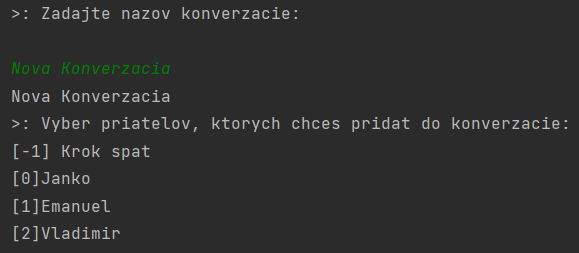 >: Zadajte nazov konverzacie:
Nova Konverzacia
Nova Konverzacia
>: Vyber priatelov, ktorych chces pridat do konverzacie:
[-1] Krok spat
[0]Janko
[1]Emanuel
[2]Vladimir